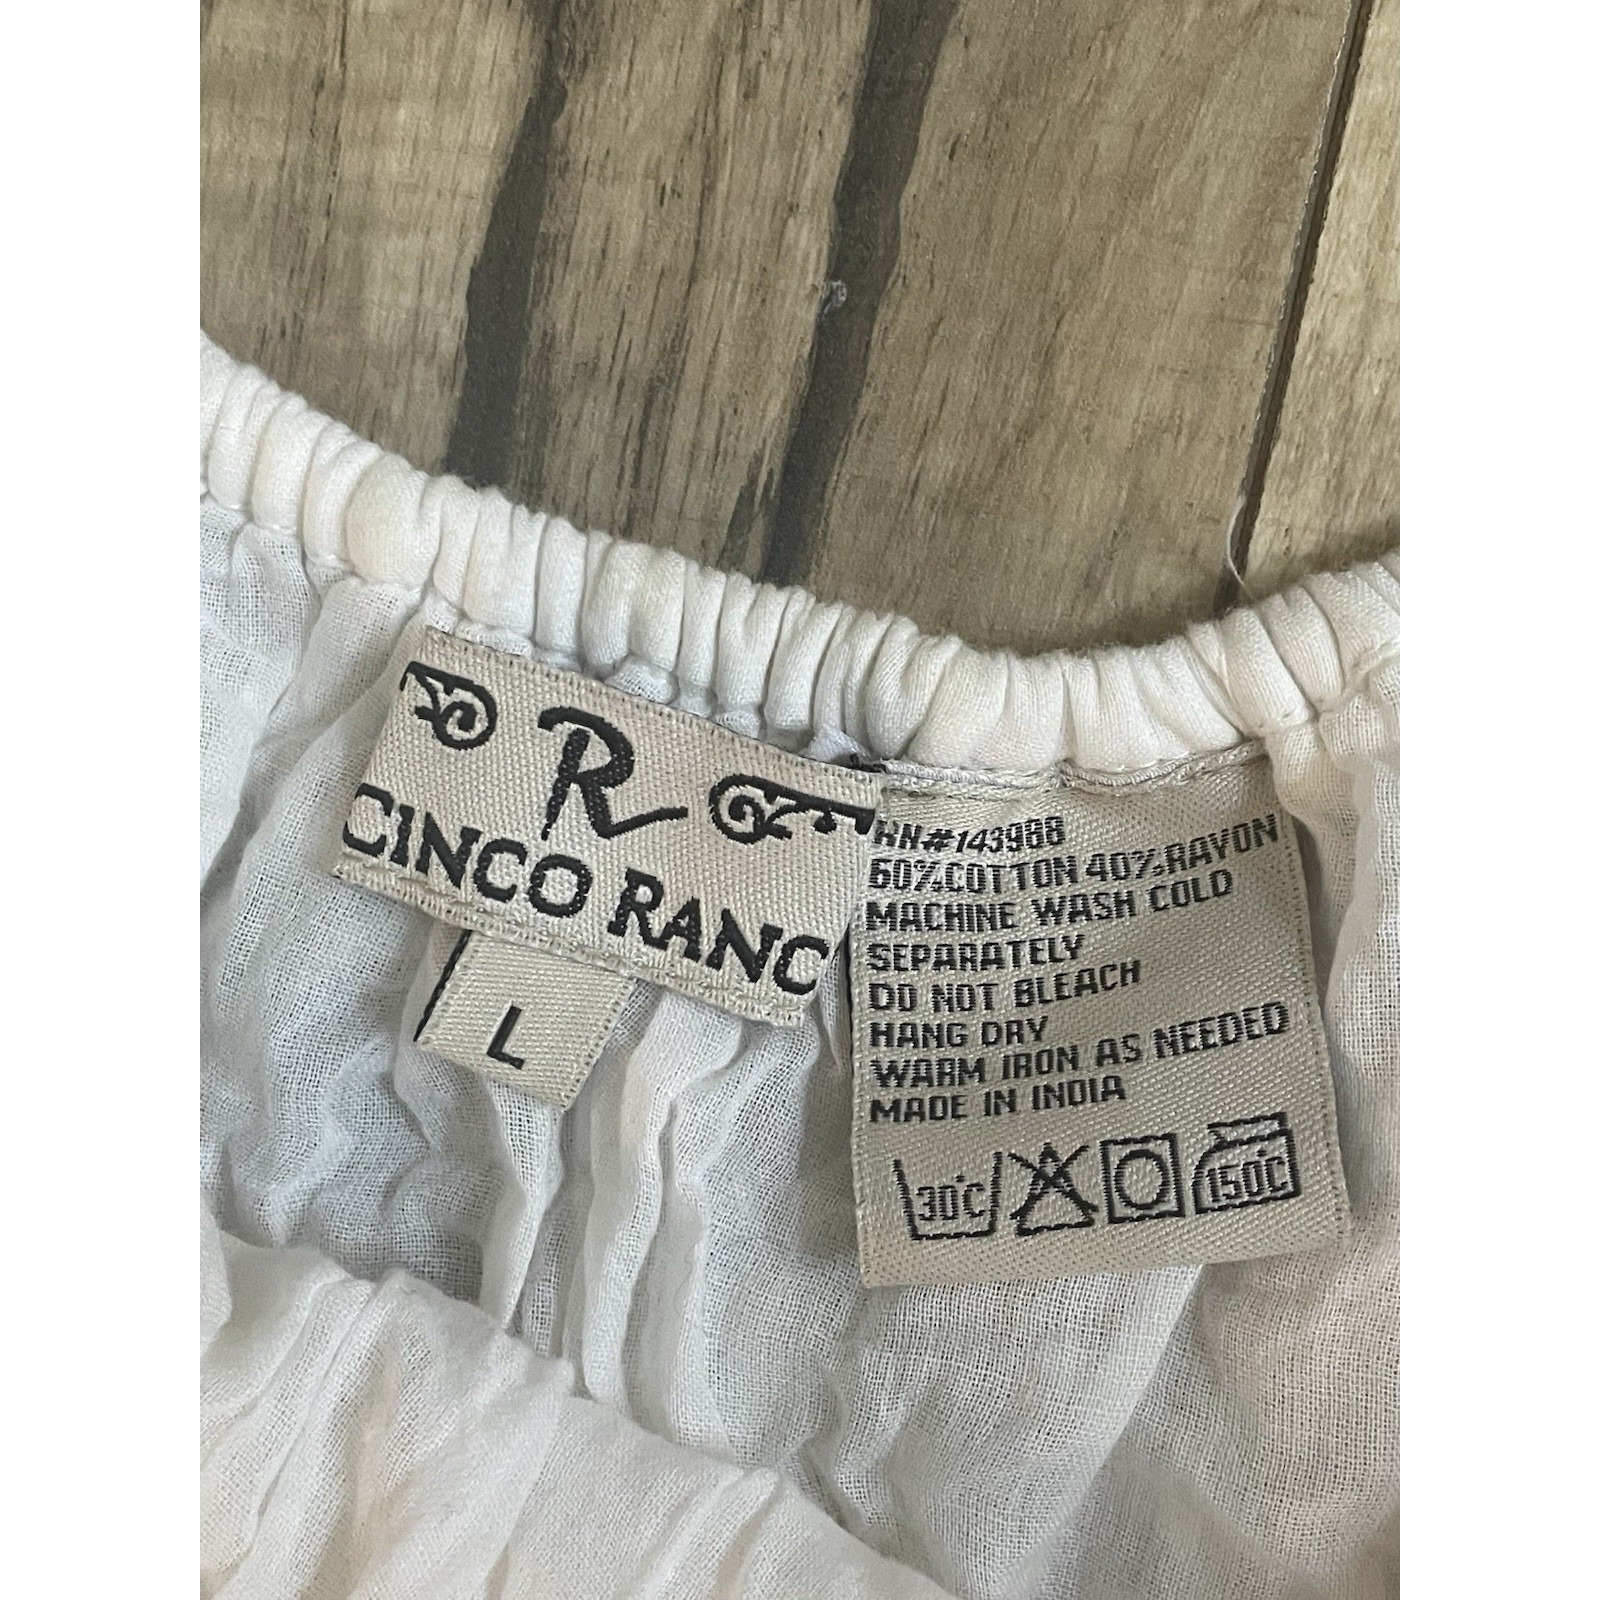 R
CINCO RANC
L
RN#143988
60%COTTON 40%RAYON
MACHINE WASH COLD
SEPARATELY
DO NOT BLEACH
HANG DRY
WARM IRON AS NEEDED
MADE IN INDIA
30°C 150°C